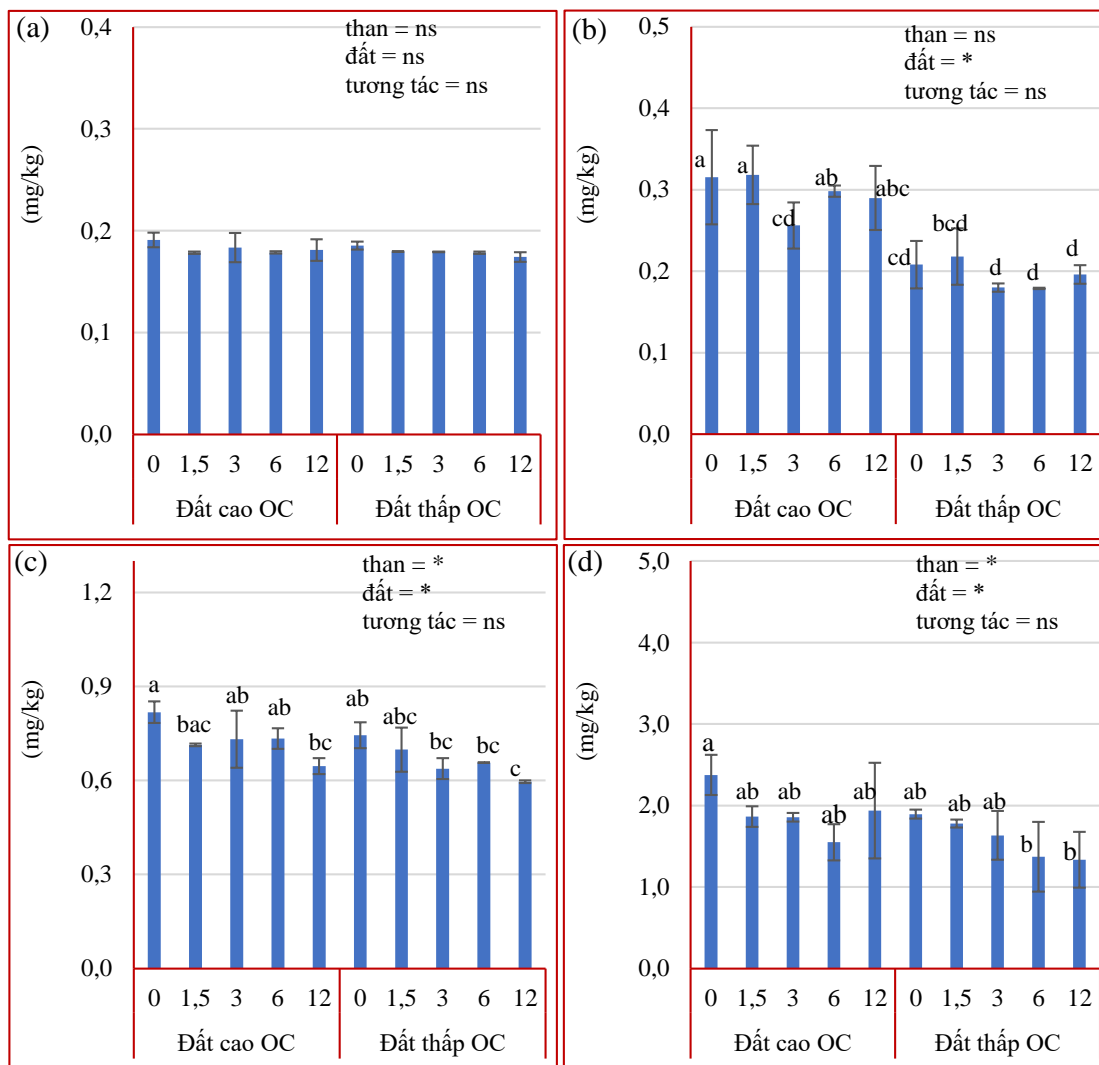 (a)
than = ns
đất = ns
tương tác = ns
(mg/kg)
0,4
0,3
0,2
0,1
0,0
0 1,5 3 6 12 0 1,5 3 6 12
Đất cao OC Đất thấp OC
(b)
than = ns
đất = *
tương tác = ns
(mg/kg)
0,5
0,4
0,3
0,2
0,1
0,0
a a cd ab abc cd bcd d d d
0 1,5 3 6 12 0 1,5 3 6 12
Đất cao OC Đất thấp OC
(c)
than = *
đất = *
tương tác = ns
(mg/kg)
1,2
0,9
0,6
0,3
0,0
a bac ab ab bc ab abc bc bc c
0 1,5 3 6 12 0 1,5 3 6 12
Đất cao OC Đất thấp OC
(d)
than = *
đất = *
tương tác = ns
(mg/kg)
5,0
4,0
3,0
2,0
1,0
0,0
a ab ab ab ab ab ab ab b b
0 1,5 3 6 12 0 1,5 3 6 12
Đất cao OC Đất thấp OC